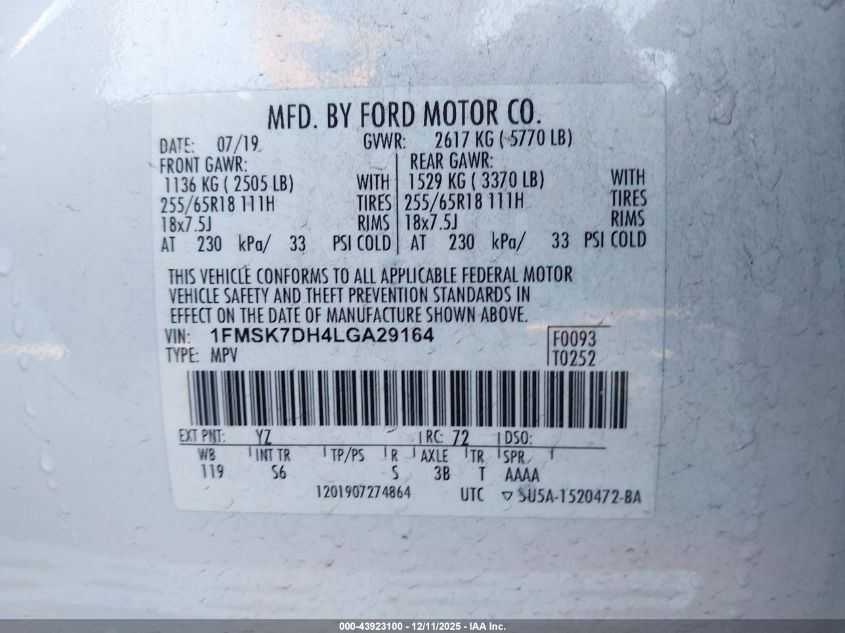 MFD. BY FORD MOTOR CO.
DATE: 07/19 GVWR: 2617 KG ( 5770 LB)
FRONT GAWR: REAR GAWR:
1136 KG ( 2505 LB) WITH 1529 KG ( 3370 LB) WITH
255/65R18 111H TIRES 255/65R18 111H TIRES
18x7.5J RIMS 18x7.5J RIMS
AT 230 kPa/ 33 PSI COLD AT 230 kPa/ 33 PSI COLD
THIS VEHICLE CONFORMS TO ALL APPLICABLE FEDERAL MOTOR
VEHICLE SAFETY AND THEFT PREVENTION STANDARDS IN
EFFECT ON THE DATE OF MANUFACTURE SHOWN ABOVE.
VIN: 1FMSK7DH4LGA29164 F0093
TYPE: MPV T0252
EXT PNT: YZ RC: 72 DSO:
WB INT TR TP/PS R AXLE TR SPR
119 S6 S 3B T AAAA
1201907274864 UTC ▽ 5U5A-1520472-BA
000-43923100 - 12/11/2025 - IAA Inc.